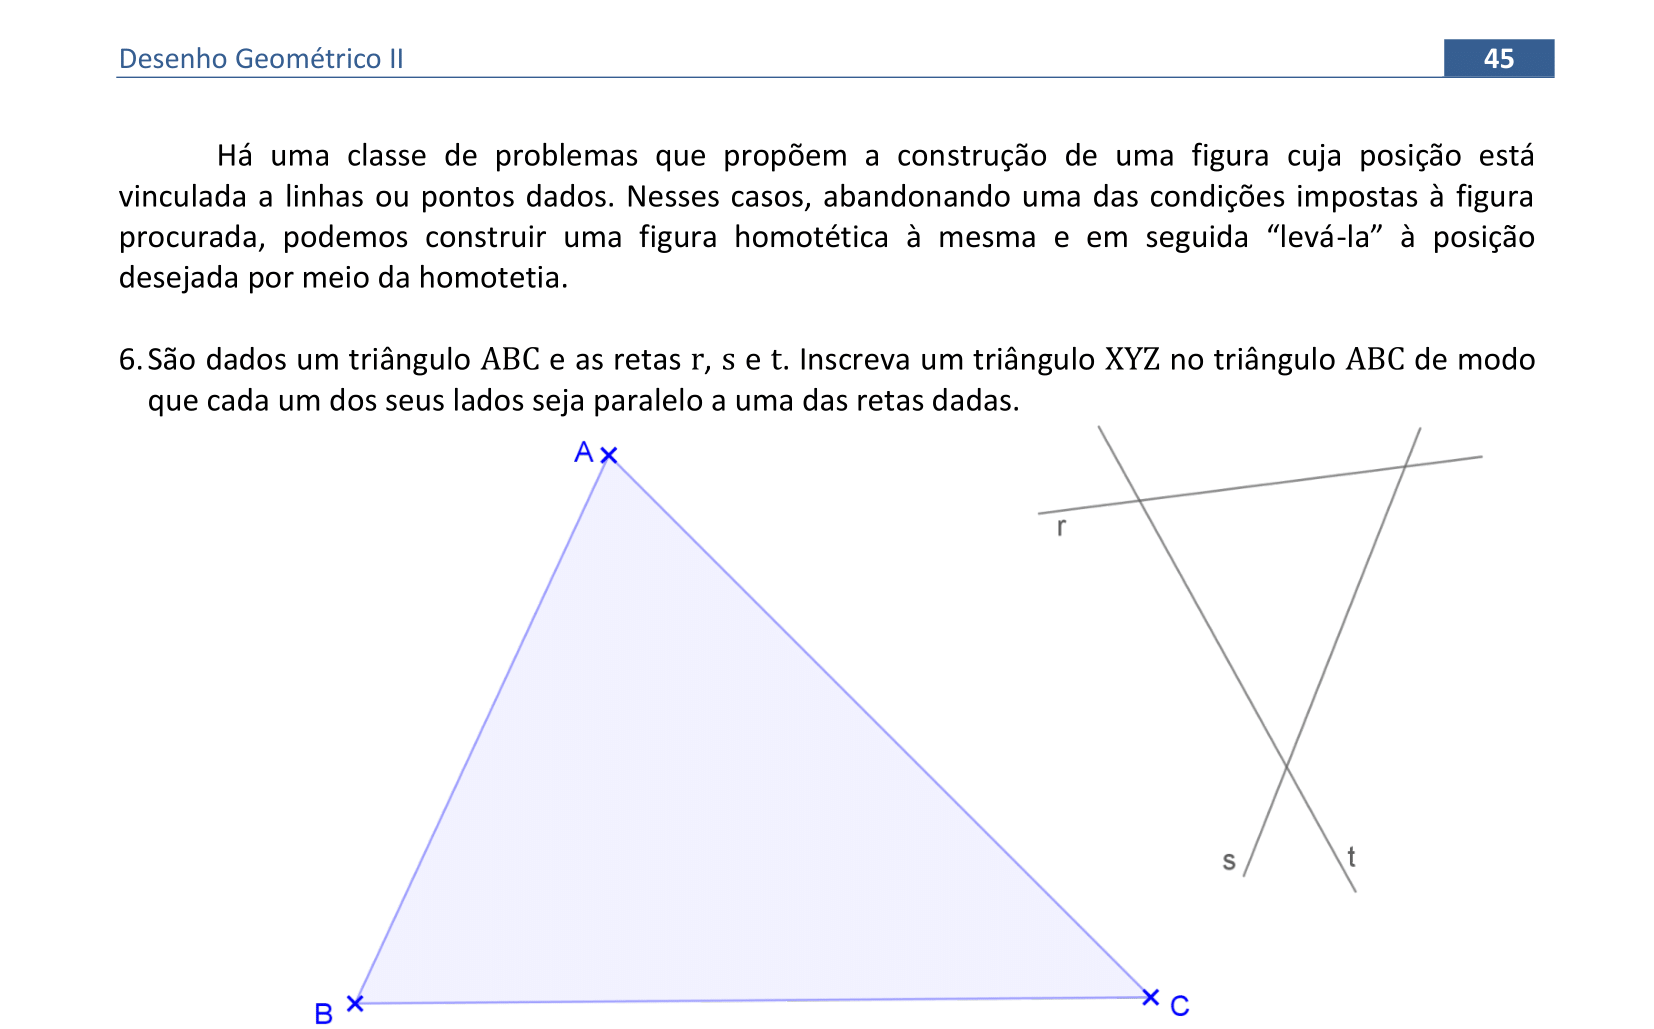 Desenho Geométrico II
45
Há uma classe de problemas que propõem a construção de uma figura cuja posição está
vinculada a linhas ou pontos dados. Nesses casos, abandonando uma das condições impostas à figura
procurada, podemos construir uma figura homotética à mesma e em seguida “levá-la” à posição
desejada por meio da homotetia.
6. São dados um triângulo ABC e as retas r, s e t. Inscreva um triângulo XYZ no triângulo ABC de modo
que cada um dos seus lados seja paralelo a uma das retas dadas.
A
r
s
t
B
C